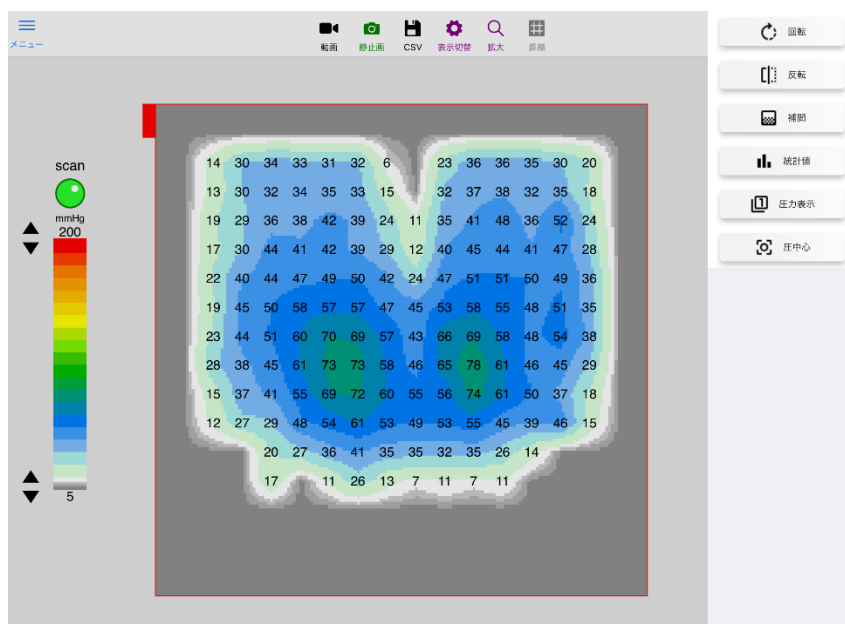 メニュー
動画 静止画 CSV 表示切替 拡大 罫線
回転
反転
補間
統計値
圧力表示
圧中心
scan
mmHg
200
5
14 30 34 33 31 32 6 23 36 36 35 30 20
13 30 32 34 35 33 15 32 37 38 32 35 18
19 29 36 38 42 39 24 11 35 41 48 36 52 24
17 30 44 41 42 39 29 12 40 45 44 41 47 28
22 40 44 47 49 50 42 24 47 51 51 50 49 36
19 45 50 58 57 57 47 45 53 58 55 48 51 35
23 44 51 60 70 69 57 43 66 69 58 48 54 38
28 38 45 61 73 73 58 46 65 78 61 46 45 29
15 37 41 55 69 72 60 55 56 74 61 50 37 18
12 27 29 48 54 61 53 49 53 55 45 39 46 15
20 27 36 41 35 35 32 35 26 14
17 11 26 13 7 11 7 11